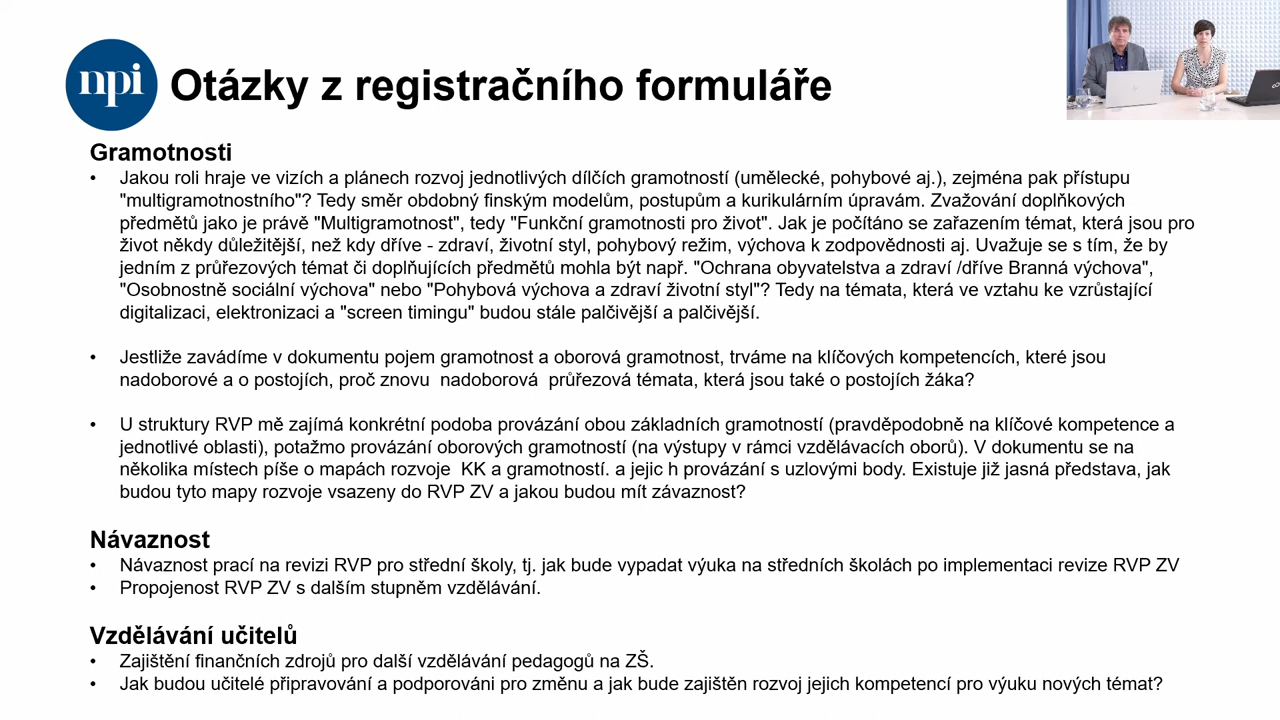 npi
Otázky z registračního formuláře
Gramotnosti
• Jakou roli hraje ve vizích a plánech rozvoj jednotlivých dílčích gramotností (umělecké, pohybové aj.), zejména pak přístupu
"multigramotnostního"? Tedy směr obdobný finským modelům, postupům a kurikulárním úpravám. Zvažování doplňkových
předmětů jako je právě "Multigramotnost", tedy "Funkční gramotnosti pro život". Jak je počítáno se zařazením témat, která jsou pro
život někdy důležitější, než kdy dříve - zdraví, životní styl, pohybový režim, výchova k zodpovědnosti aj. Uvažuje se s tím, že by
jedním z průřezových témat či doplňujících předmětů mohla být např. "Ochrana obyvatelstva a zdraví /dříve Branná výchova",
"Osobnostně sociální výchova" nebo "Pohybová výchova a zdraví životní styl"? Tedy na témata, která ve vztahu ke vzrůstající
digitalizaci, elektronizaci a "screen timingu" budou stále palčivější a palčivější.
• Jestliže zavádíme v dokumentu pojem gramotnost a oborová gramotnost, trváme na klíčových kompetencích, které jsou
nadoborové a o postojích, proč znovu  nadoborová  průřezová témata, která jsou také o postojích žáka?
• U struktury RVP mě zajímá konkrétní podoba provázání obou základních gramotností (pravděpodobně na klíčové kompetence a
jednotlivé oblasti), potažmo provázání oborových gramotností (na výstupy v rámci vzdělávacích oborů). V dokumentu se na
několika místech píše o mapách rozvoje  KK a gramotností. a jejic h provázání s uzlovými body. Existuje již jasná představa, jak
budou tyto mapy rozvoje vsazeny do RVP ZV a jakou budou mít závaznost?
Návaznost
• Návaznost prací na revizi RVP pro střední školy, tj. jak bude vypadat výuka na středních školách po implementaci revize RVP ZV
• Propojenost RVP ZV s dalším stupněm vzdělávání.
Vzdělávání učitelů
• Zajištění finančních zdrojů pro další vzdělávání pedagogů na ZŠ.
• Jak budou učitelé připravování a podporováni pro změnu a jak bude zajištěn rozvoj jejich kompetencí pro výuku nových témat?